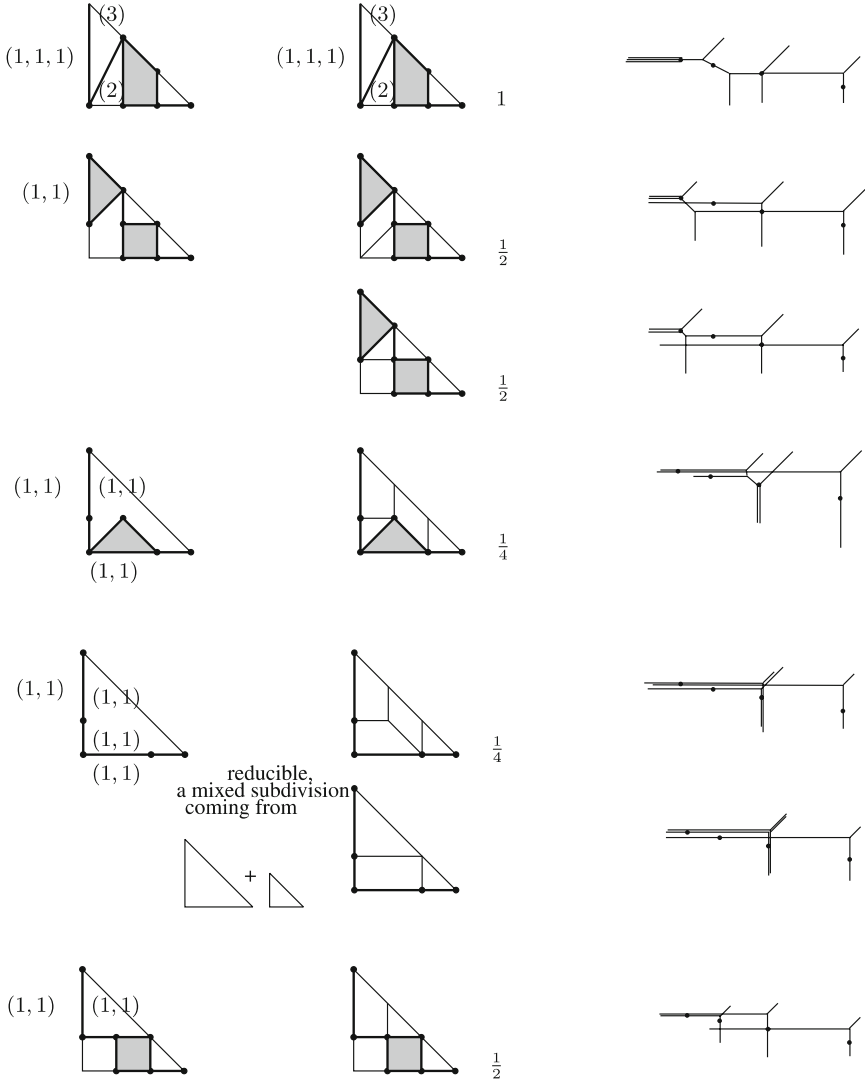 (3) (3)
(1, 1, 1) (1, 1, 1)
(2) (2) 1
(1, 1)
1/2
1/2
(1, 1) (1, 1)
1/4
(1, 1)
(1, 1) (1, 1)
(1, 1) 1/4
(1, 1)
reducible,
a mixed subdivision
coming from
+
(1, 1) (1, 1)
1/2